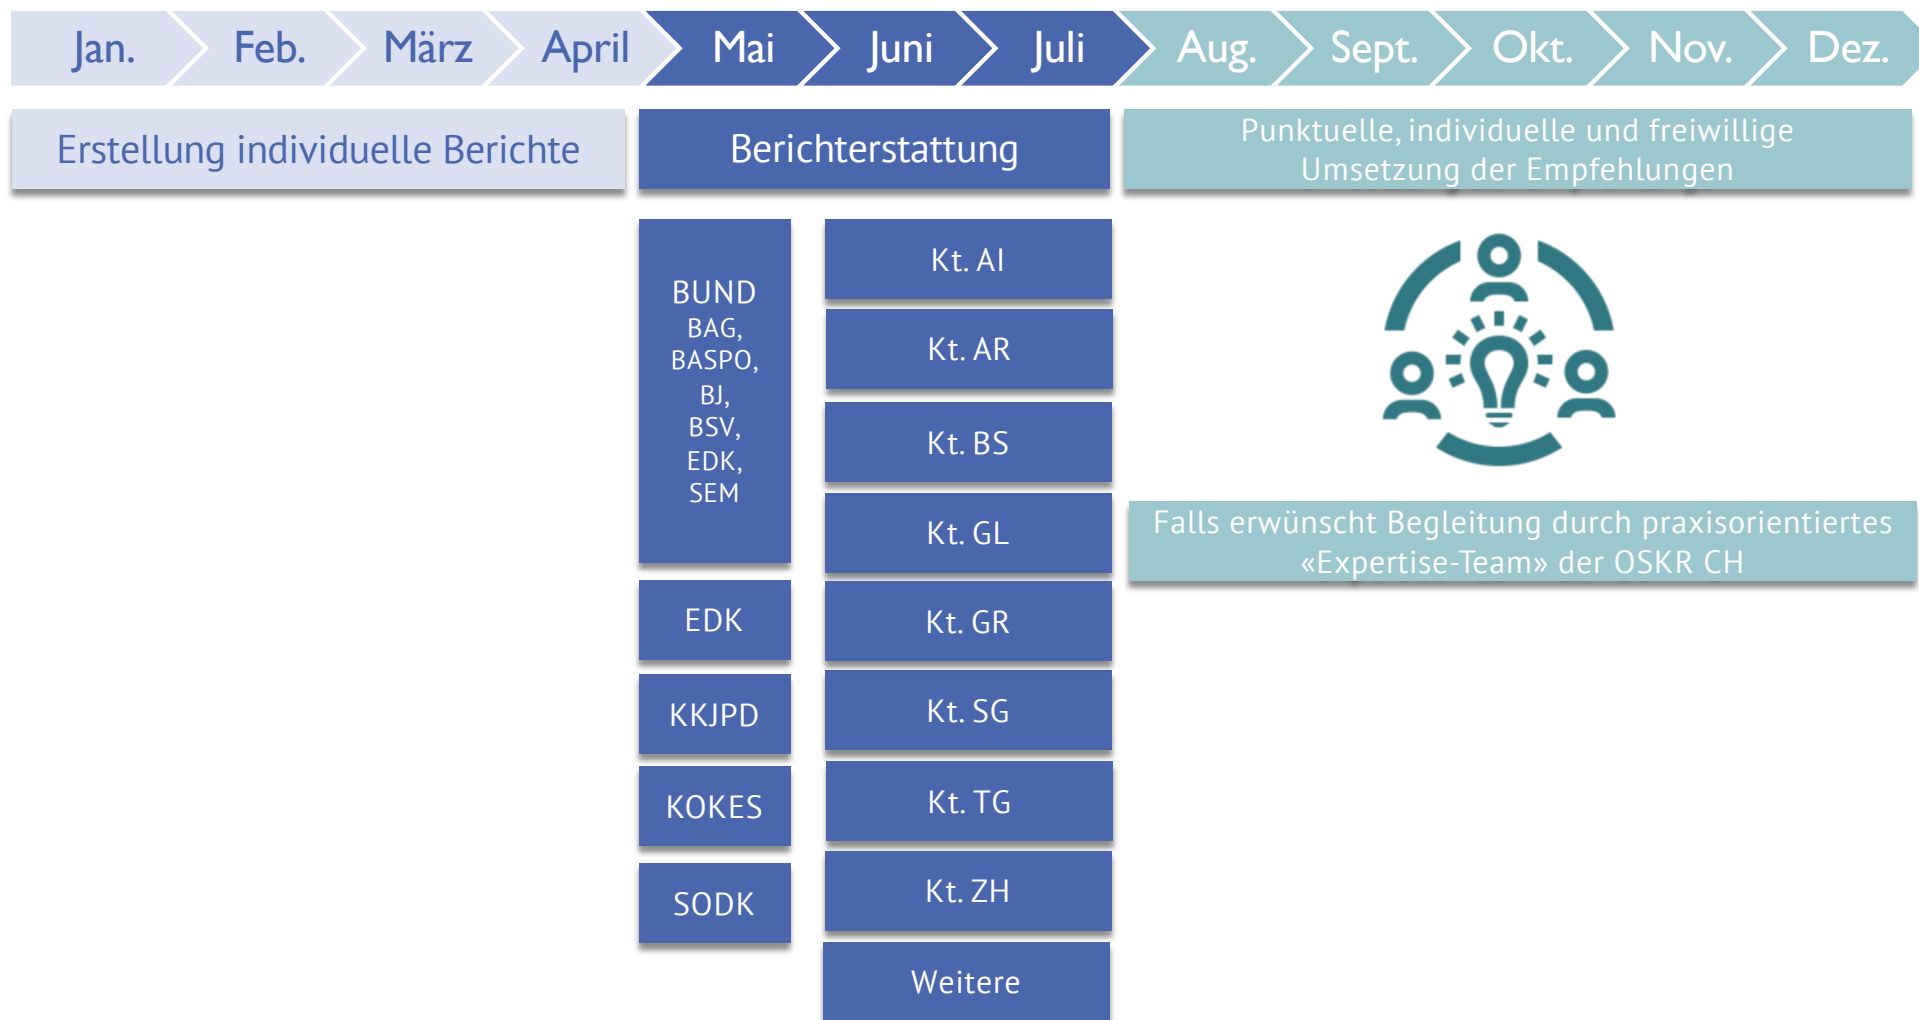 Jan. Feb. März April Mai Juni Juli Aug. Sept. Okt. Nov. Dez.
Erstellung individuelle Berichte
Berichterstattung
Punktuelle, individuelle und freiwillige
Umsetzung der Empfehlungen
BUND
BAG,
BASPO,
BJ,
BSV,
EDK,
SEM
EDK
KKJPD
KOKES
SODK
Kt. AI
Kt. AR
Kt. BS
Kt. GL
Kt. GR
Kt. SG
Kt. TG
Kt. ZH
Weitere
Falls erwünscht Begleitung durch praxisorientiertes
«Expertise-Team» der OSKR CH